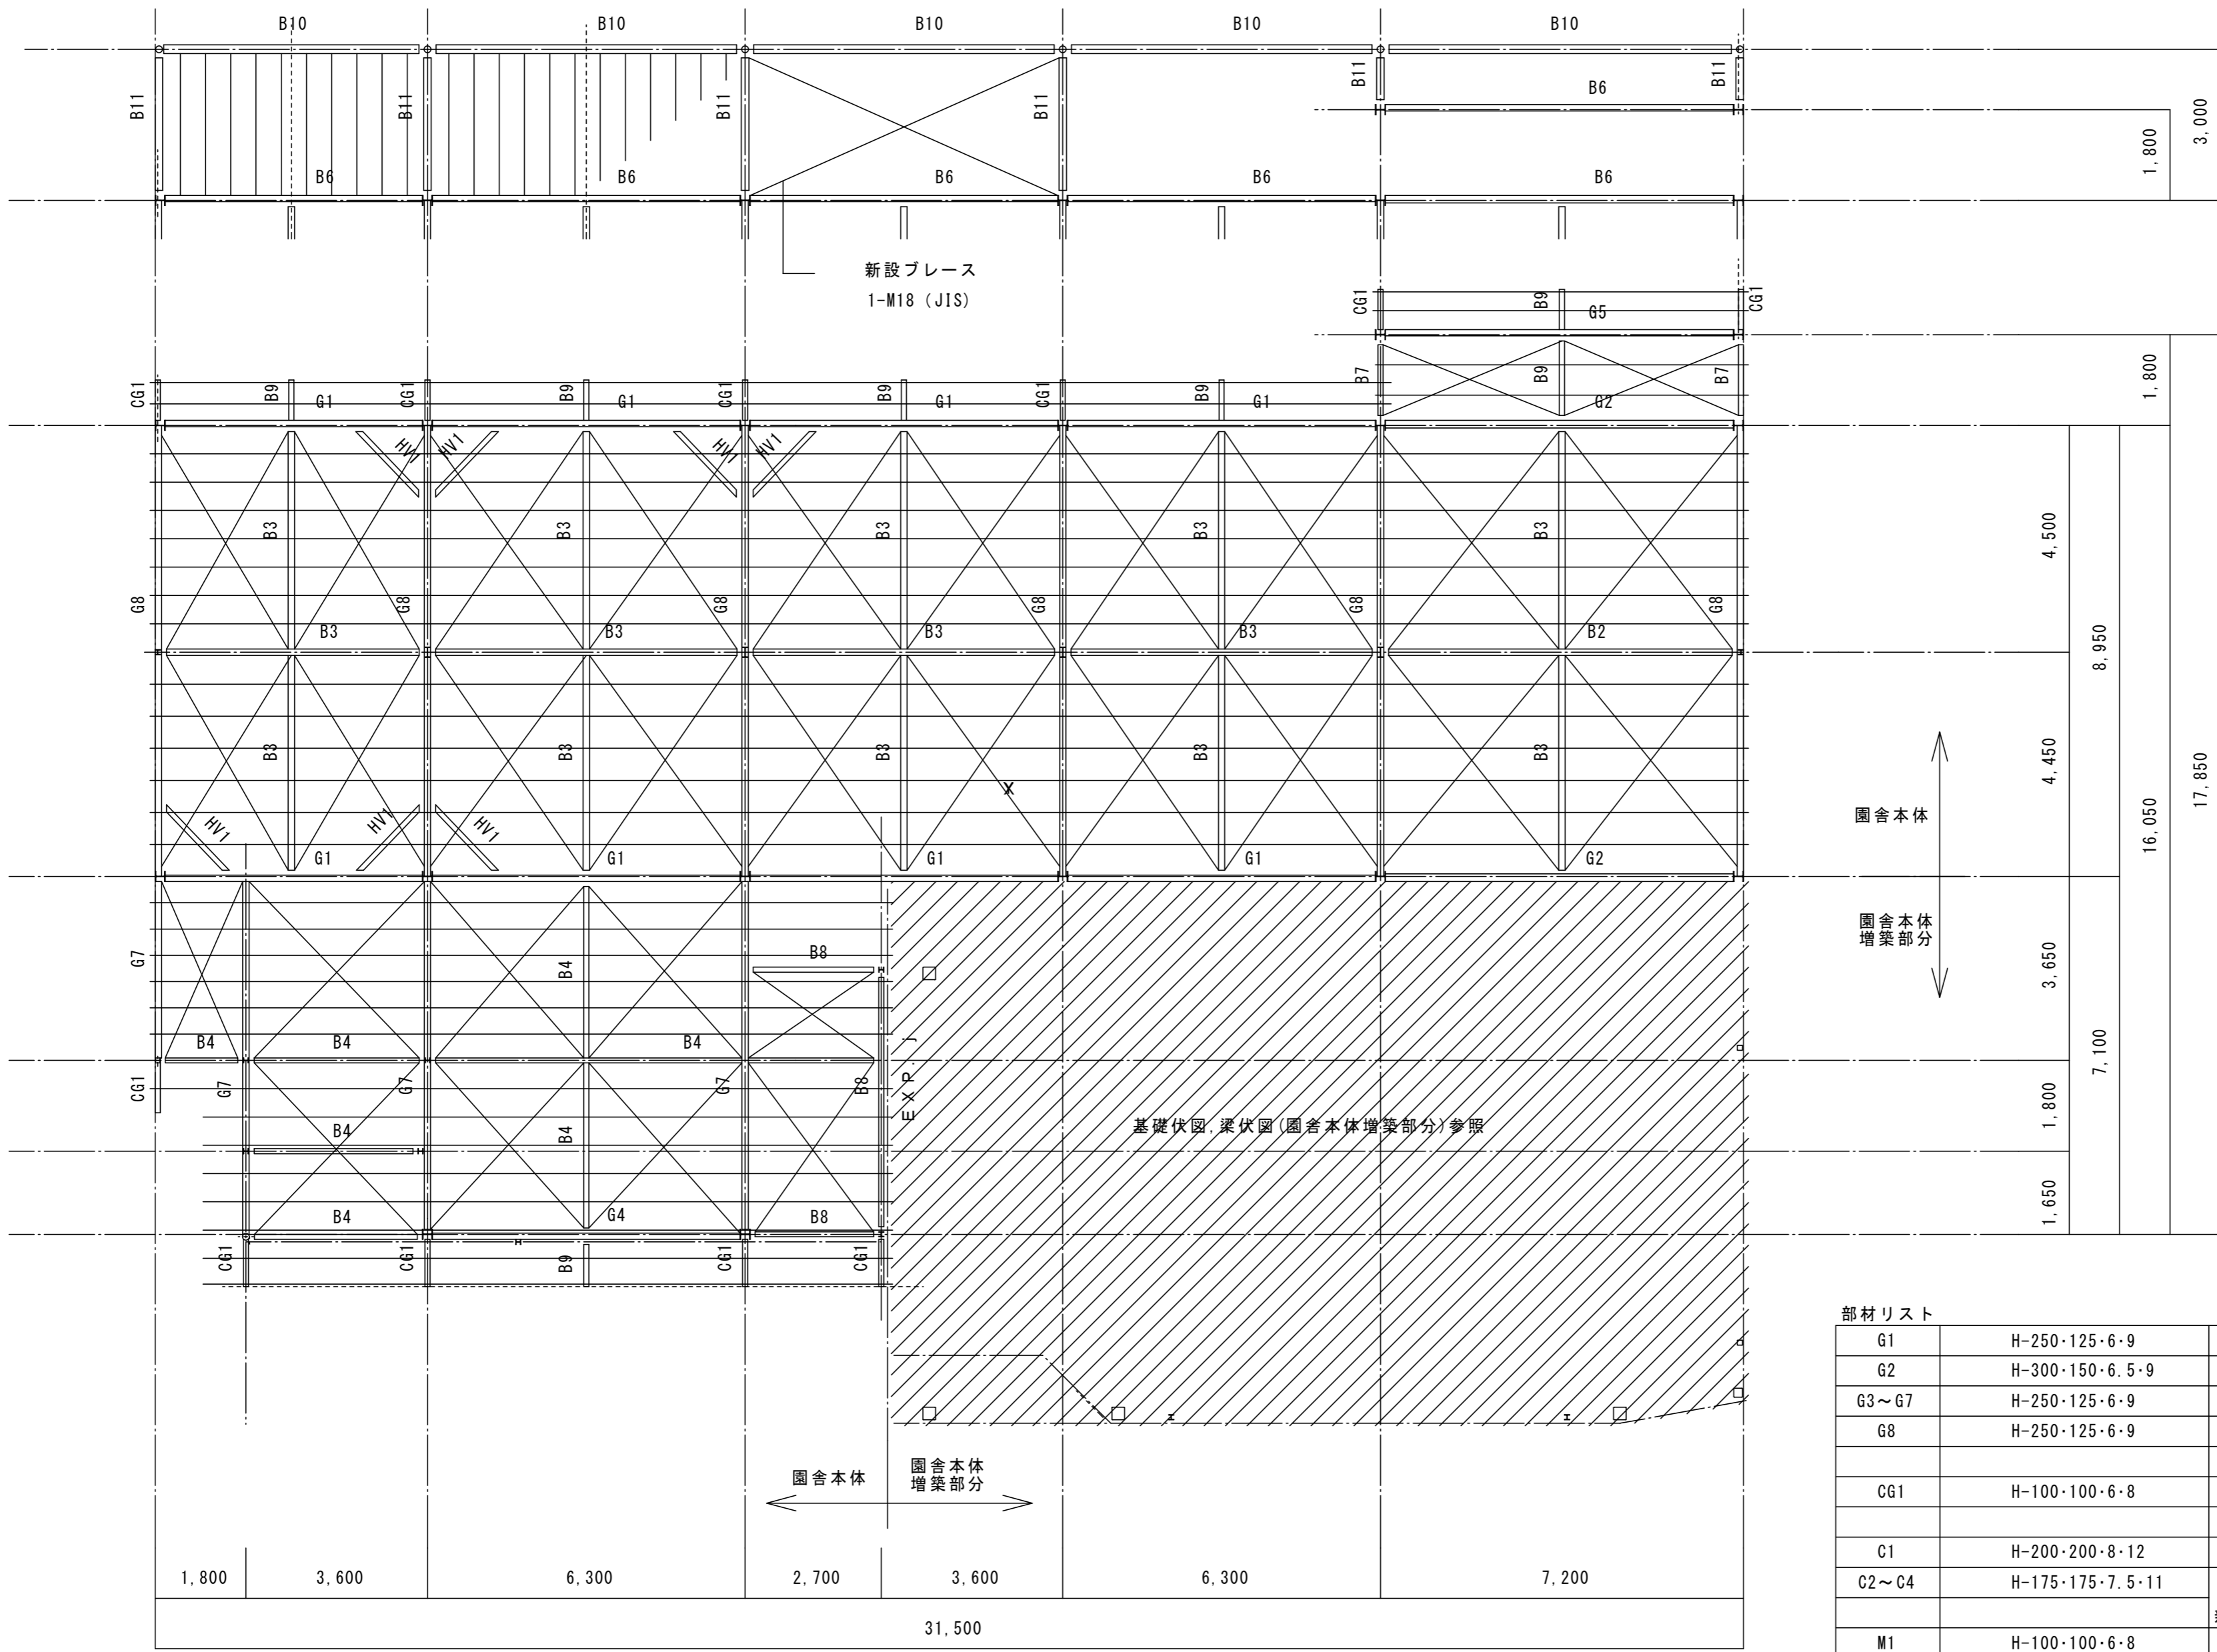 B10 B10 B10 B10 B10
B11 B11 B11 B11 B11 B11
B6
B6 B6 B6 B6 B6
1,800
3,000
新設ブレース
1-M18 (JIS)
CG1 B9 CG1
G5
B7 B9 B7
1,800
CG1 B9 CG1 B9 CG1 B9 CG1 B9
G1 G1 G1 G1 G2
HV1 HV1 HV1 HV1
B3 B3 B3 B3 B3
4,500
G8 G8 G8 G8 G8 G8
B3 B3 B3 B3 B2
8,950
B3 B3 B3 B3 B3
4,450
17,850
X
園舎本体
16,050
HV1 HV1 HV1
G1 G1 G1 G1 G2
園舎本体
増築部分
G7 B4 B8
3,650
B4 B4 B4
EXP.j
CG1 G7 G7 G7 B8
7,100
1,800
基礎伏図,梁伏図(園舎本体増築部分)参照
B4 B4
1,650
B4 G4 B8
CG1 CG1 B9 CG1 CG1
園舎本体
園舎本体
増築部分
1,800 3,600 6,300 2,700 3,600 6,300 7,200
31,500
部材リスト
G1 H-250·125·6·9
G2 H-300·150·6.5·9
G3～G7 H-250·125·6·9
G8 H-250·125·6·9
CG1 H-100·100·6·8
C1 H-200·200·8·12
C2～C4 H-175·175·7.5·11
M1 H-100·100·6·8